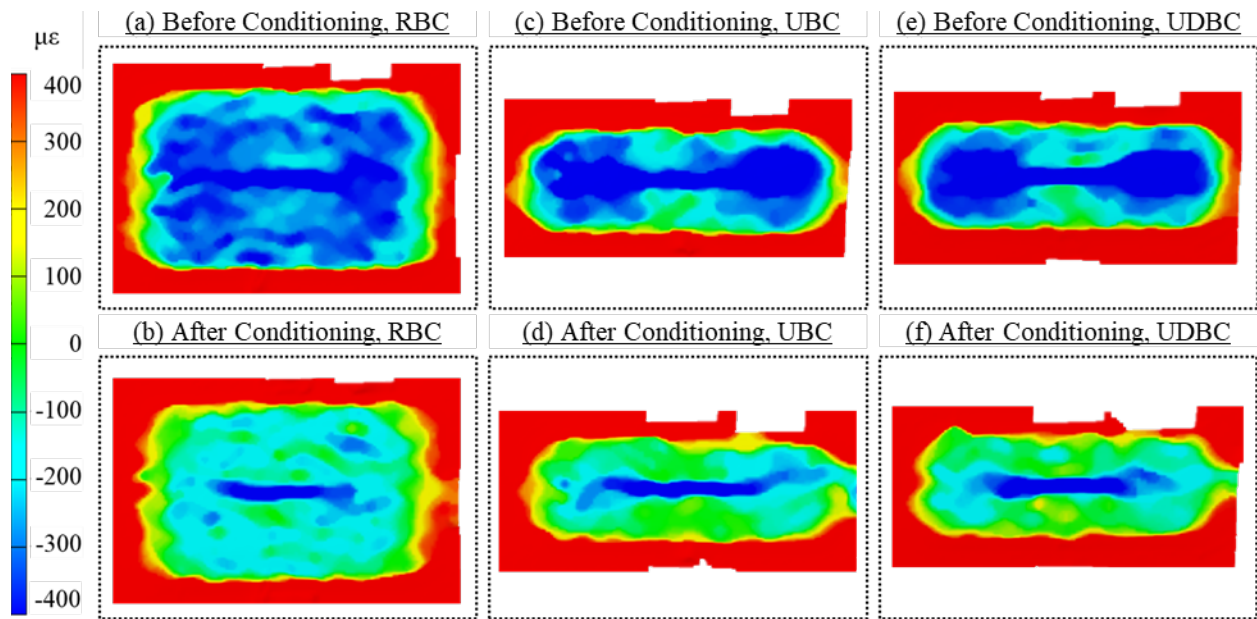 (a) Before Conditioning, RBC
(c) Before Conditioning, UBC
(e) Before Conditioning, UDBC
με
400
300
200
100
0
-100
-200
-300
-400
(b) After Conditioning, RBC
(d) After Conditioning, UBC
(f) After Conditioning, UDBC